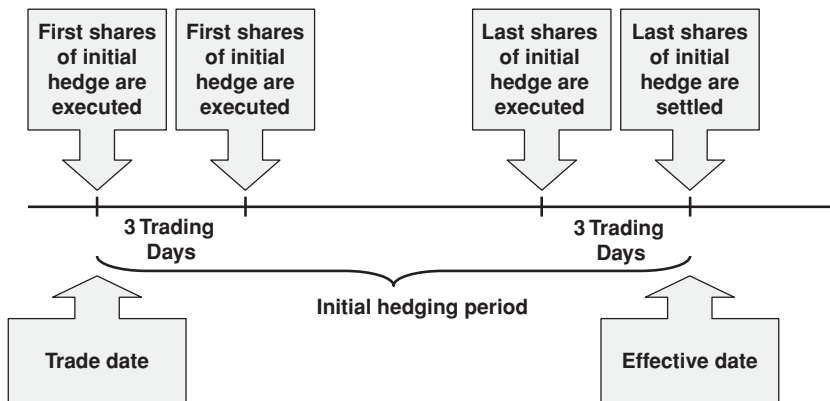 First shares
of initial
hedge are
executed
First shares
of initial
hedge are
executed
Last shares
of initial
hedge are
executed
Last shares
of initial
hedge are
settled
3 Trading
Days
3 Trading
Days
Initial hedging period
Trade date
Effective date